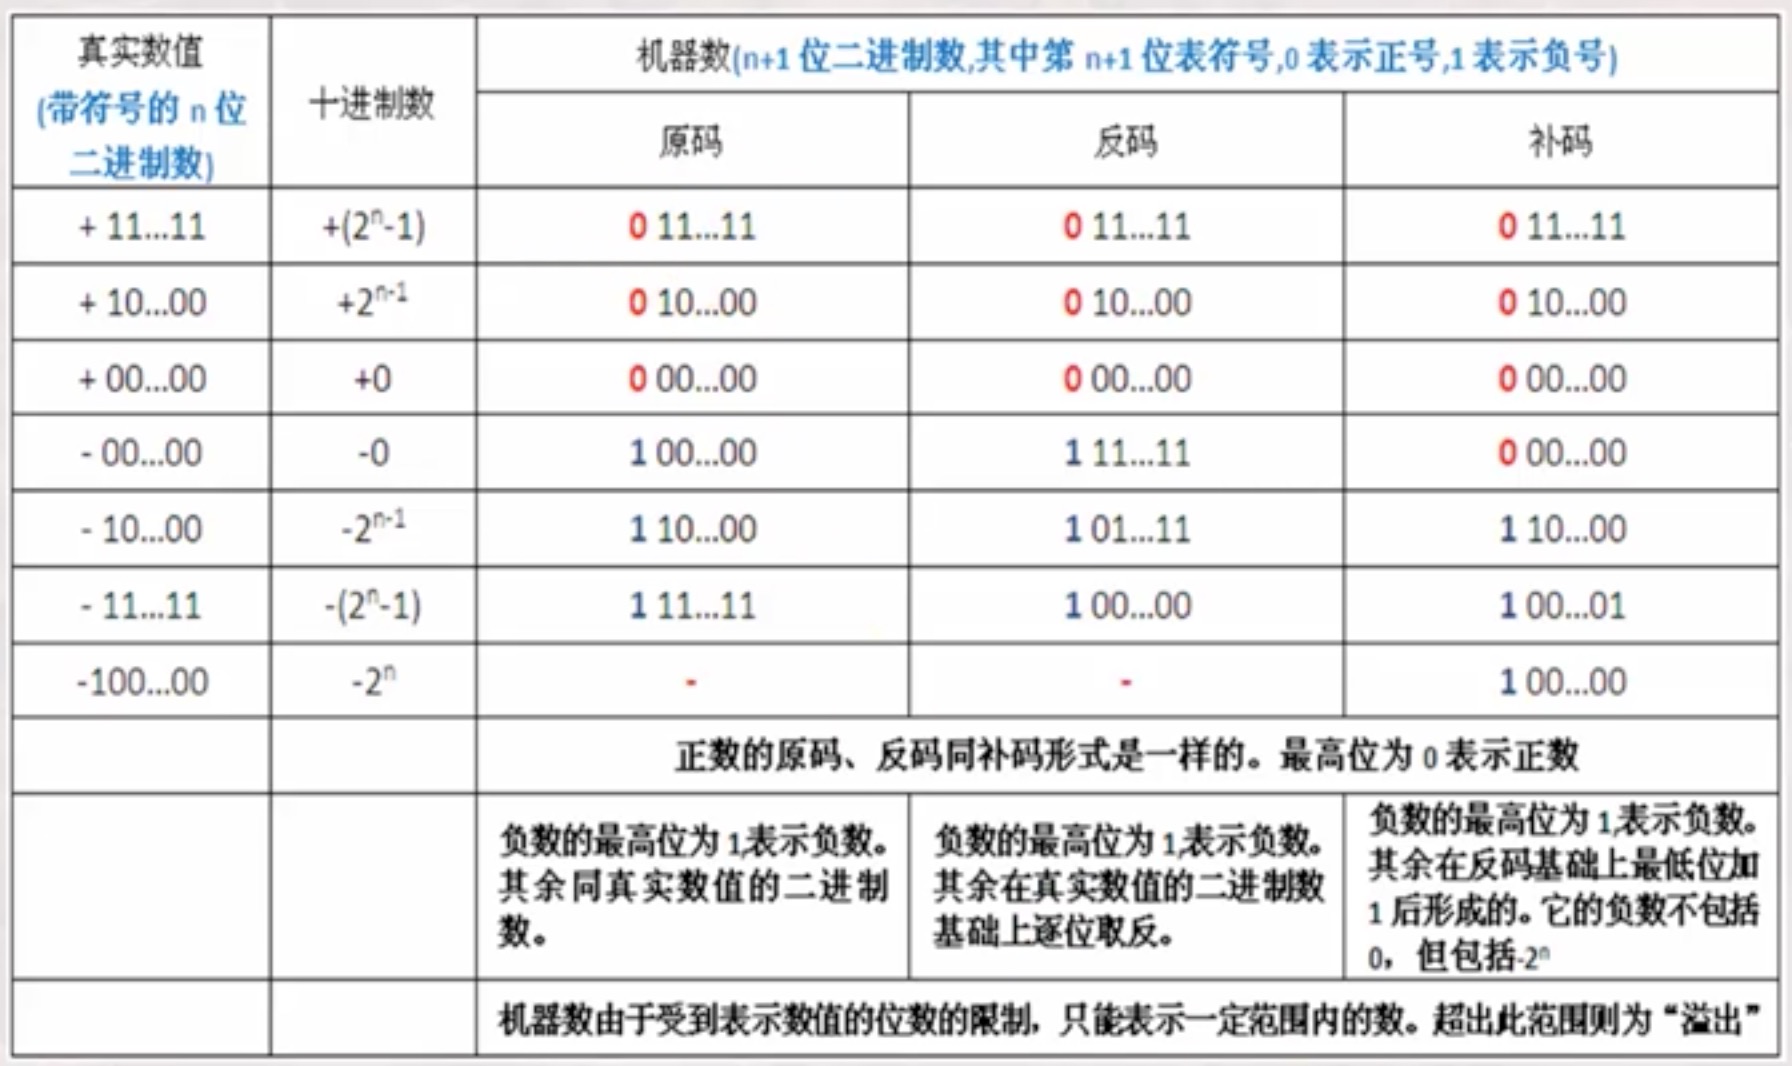 真实数值
(带符号的 n 位
二进制数)
十进制数
机器数(n+1 位二进制数,其中第 n+1 位表符号,0 表示正号,1 表示负号)
原码 反码 补码
+ 11...11 +(2ⁿ-1) 0 11...11 0 11...11 0 11...11
+ 10...00 +2ⁿ⁻¹ 0 10...00 0 10...00 0 10...00
+ 00...00 +0 0 00...00 0 00...00 0 00...00
- 00...00 -0 1 00...00 1 11...11 0 00...00
- 10...00 -2ⁿ⁻¹ 1 10...00 1 01...11 1 10...00
- 11...11 -(2ⁿ-1) 1 11...11 1 00...00 1 00...01
-100...00 -2ⁿ - - 1 00...00
正数的原码、反码同补码形式是一样的。最高位为 0 表示正数
负数的最高位为 1,表示负数。
其余同真实数值的二进制
数。
负数的最高位为 1,表示负数。
其余在真实数值的二进制数
基础上逐位取反。
负数的最高位为 1,表示负数。
其余在反码基础上最低位加
1 后形成的。它的负数不包括
0，但包括-2ⁿ
机器数由于受到表示数值的位数的限制，只能表示一定范围内的数。超出此范围则为“溢出”